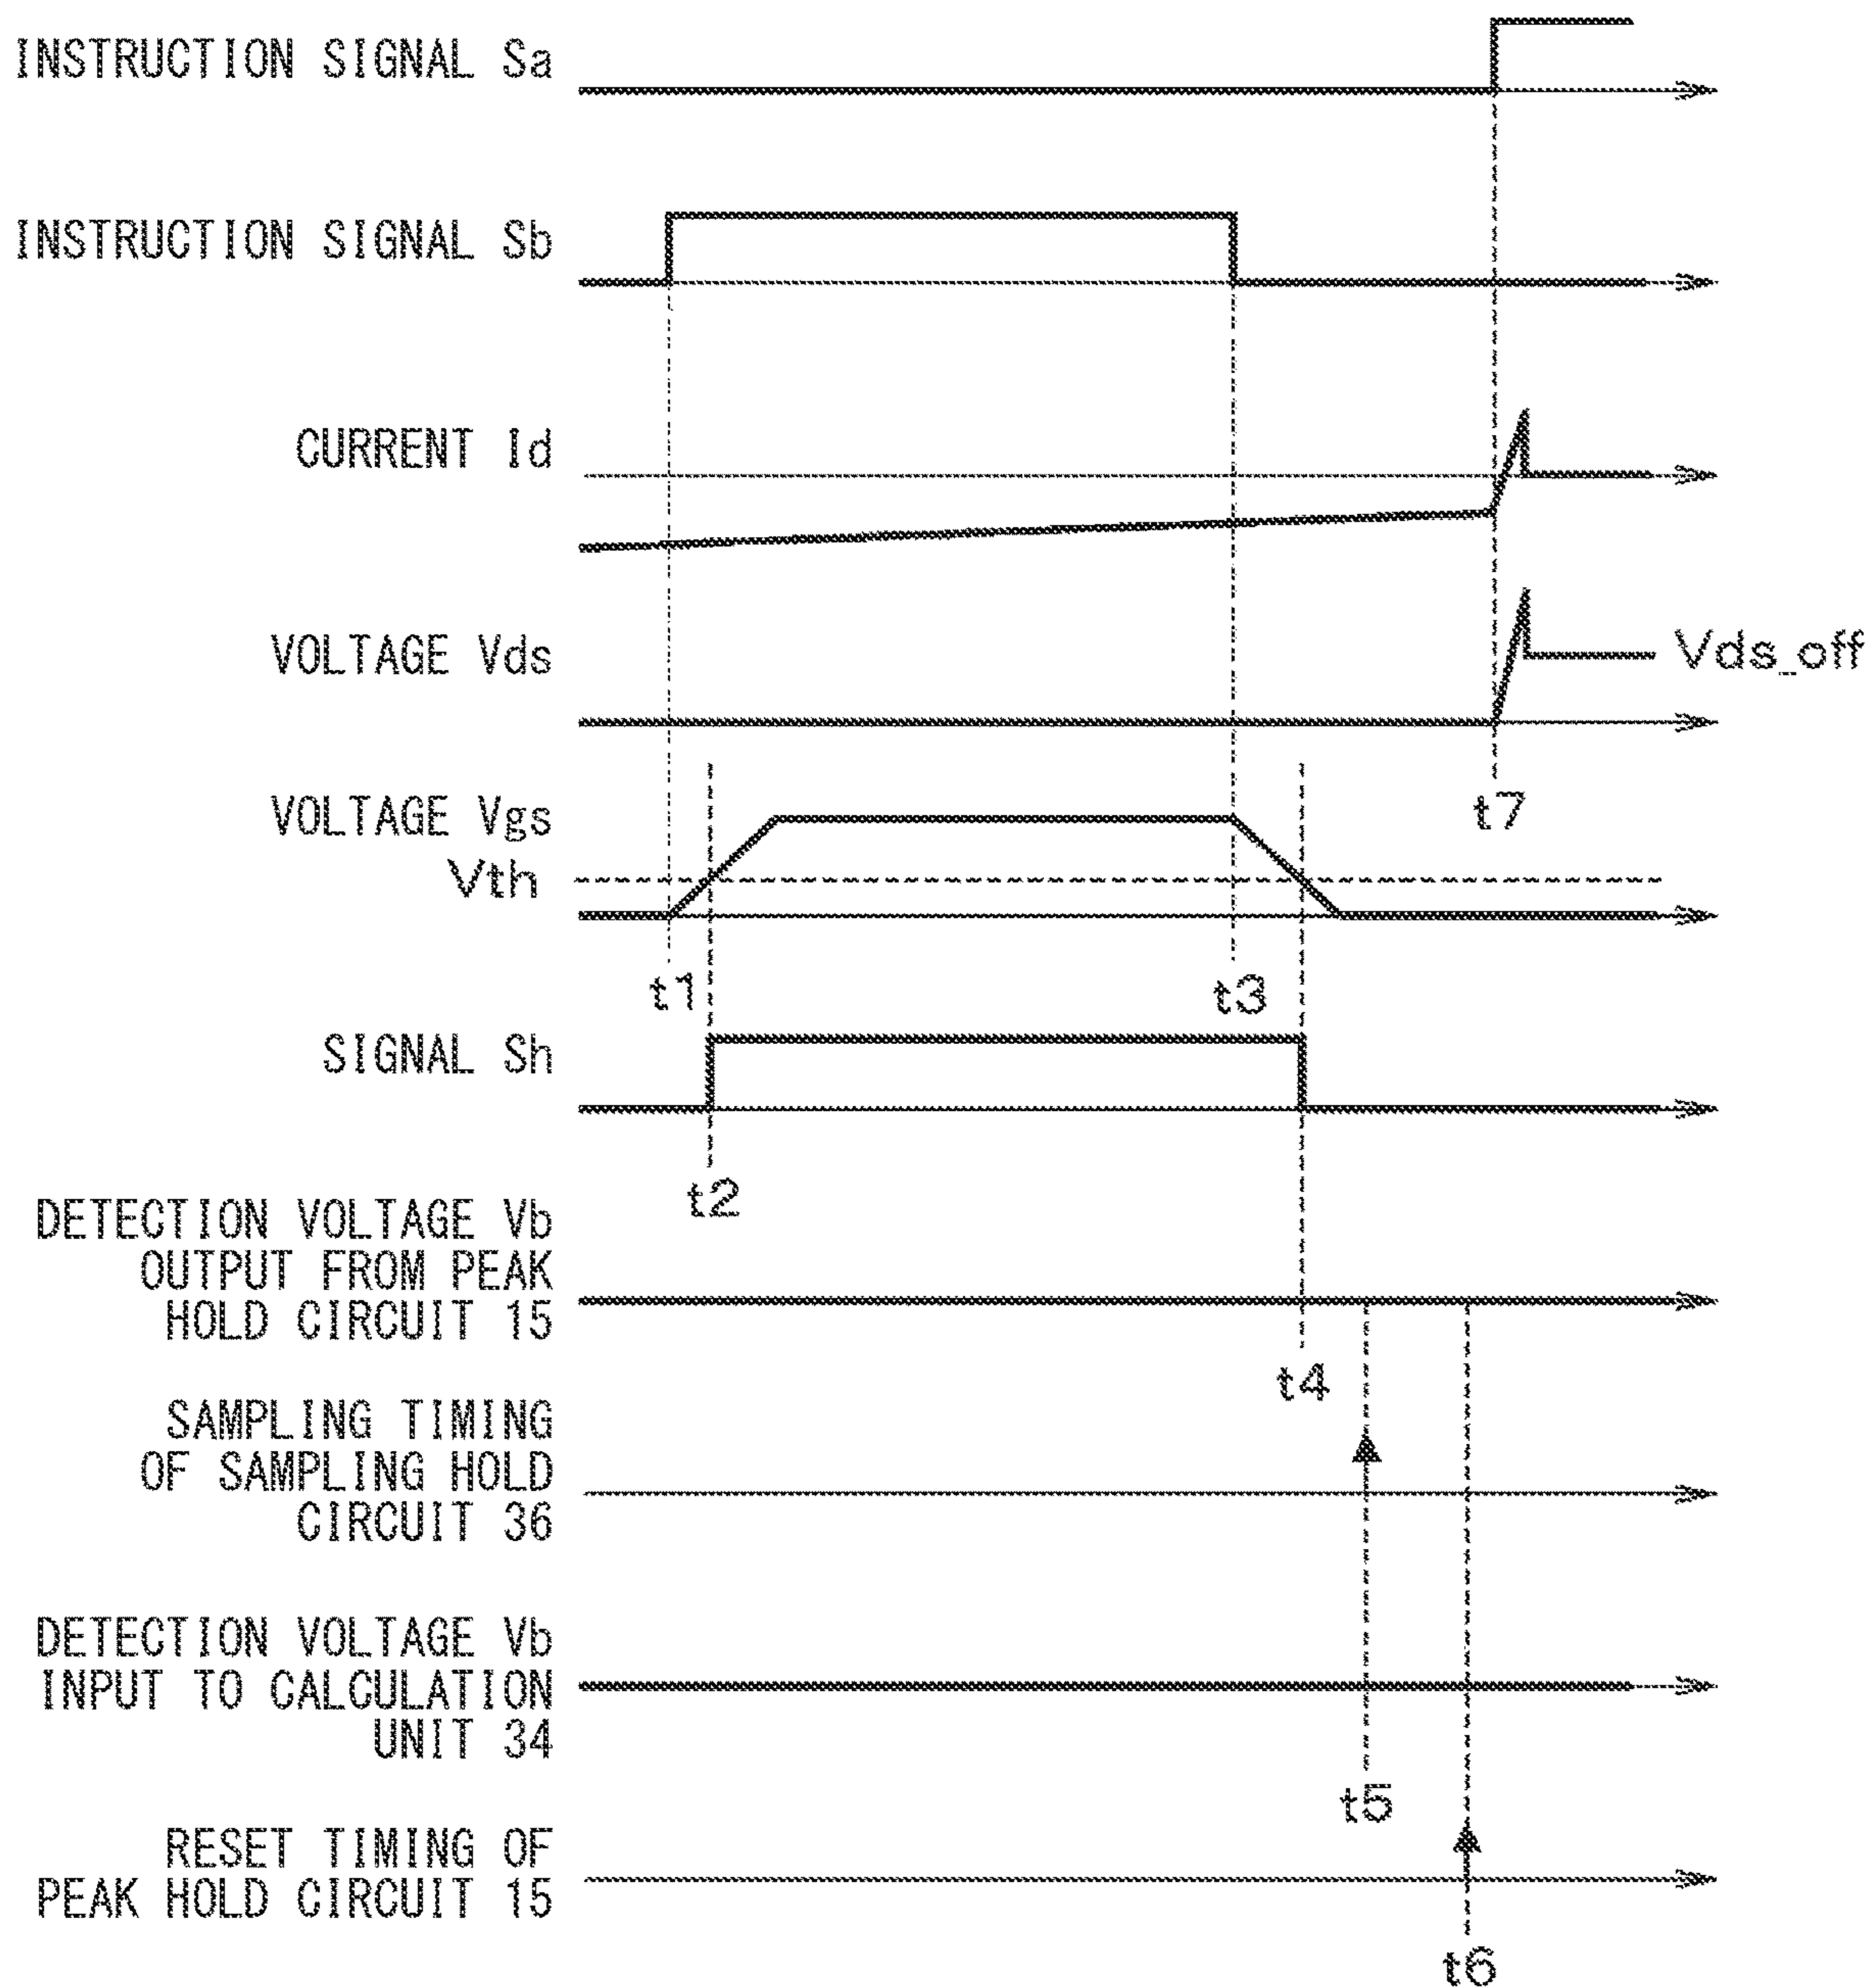 INSTRUCTION SIGNAL Sa
INSTRUCTION SIGNAL Sb
CURRENT Id
VOLTAGE Vds
Vds_off
t7
VOLTAGE Vgs
Vth
t1
t3
SIGNAL Sh
t2
DETECTION VOLTAGE Vb
OUTPUT FROM PEAK
HOLD CIRCUIT 15
t4
SAMPLING TIMING
OF SAMPLING HOLD
CIRCUIT 36
DETECTION VOLTAGE Vb
INPUT TO CALCULATION
UNIT 34
t5
RESET TIMING OF
PEAK HOLD CIRCUIT 15
t6